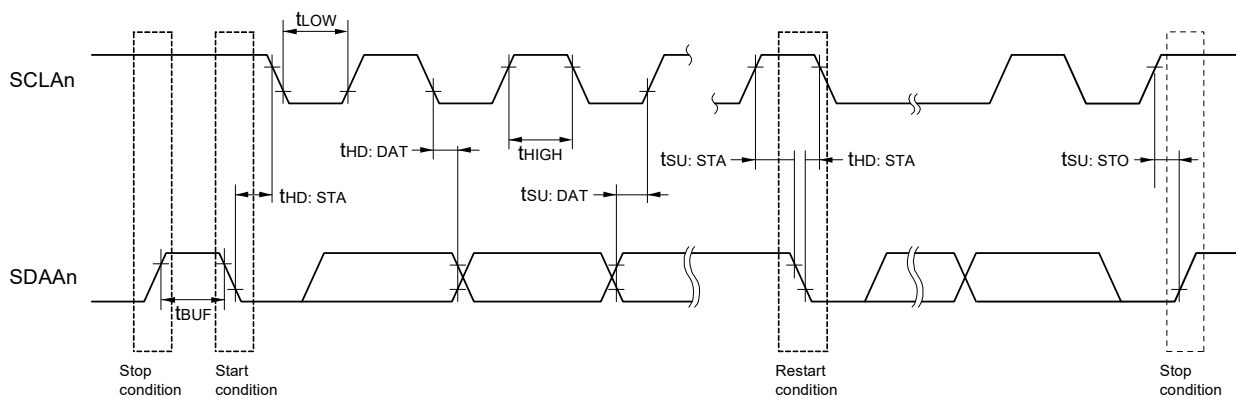 tLOW
SCLAn
tHD: DAT
tHIGH
tSU: STA
tHD: STA
tSU: STO
tHD: STA
tSU: DAT
SDAAn
tBUF
Stop
condition
Start
condition
Restart
condition
Stop
condition